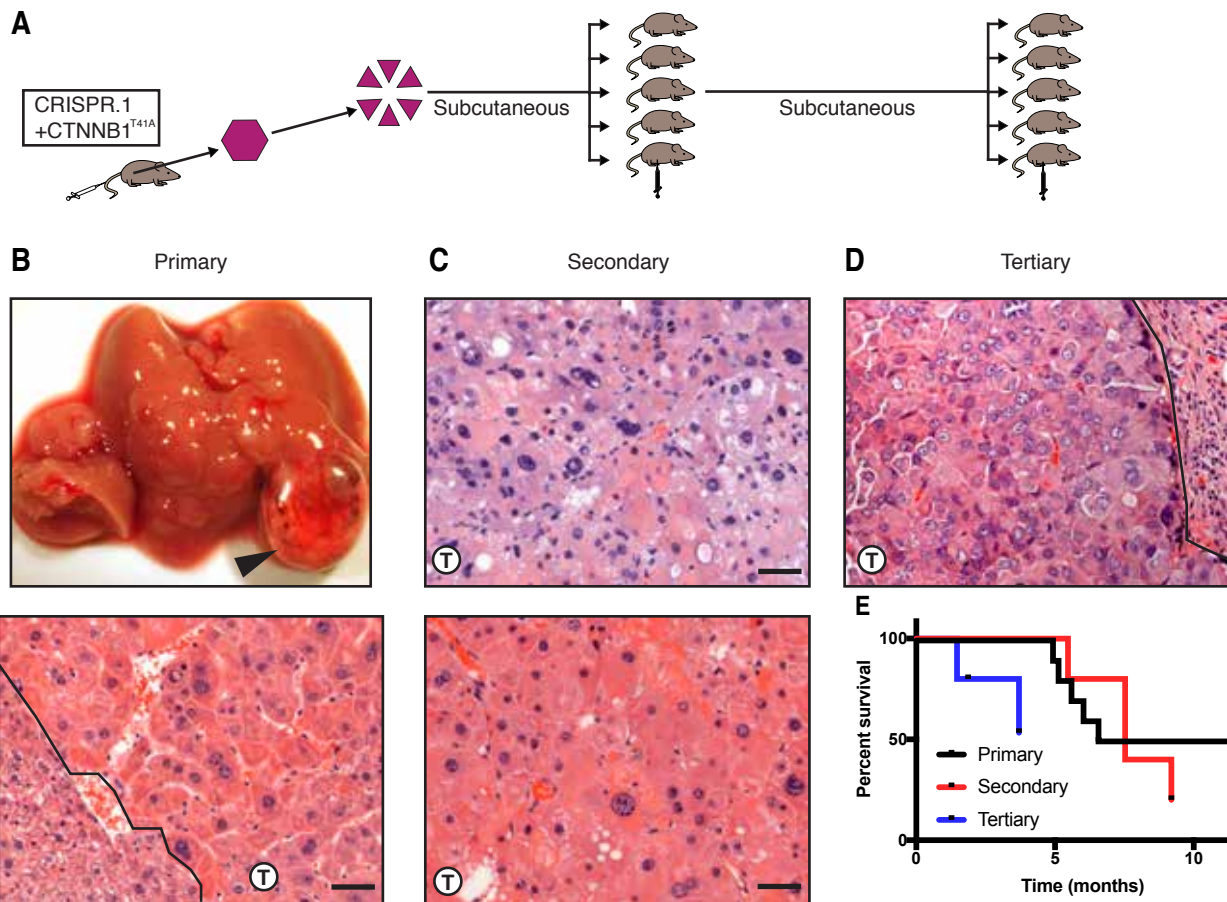 A
CRISPR.1
+CTNNB1T41A
Subcutaneous
Subcutaneous
B
Primary
C
Secondary
D
Tertiary
T
T
T
T
E
Percent survival
100
50
0
Primary
Secondary
Tertiary
0
5
10
Time (months)